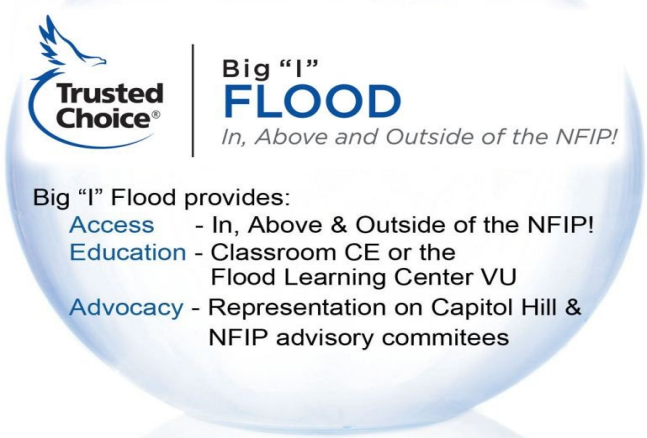 Trusted
Choice®
Big “I”
FLOOD
In, Above and Outside of the NFIP!
Big “I” Flood provides:
Access - In, Above & Outside of the NFIP!
Education - Classroom CE or the
Flood Learning Center VU
Advocacy - Representation on Capitol Hill &
NFIP advisory commitees